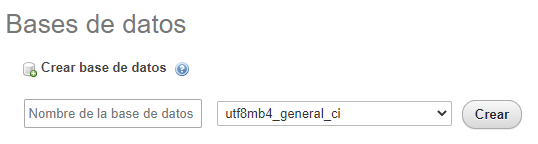 Bases de datos
Crear base de datos
Nombre de la base de datos utf8mb4_general_ci Crear